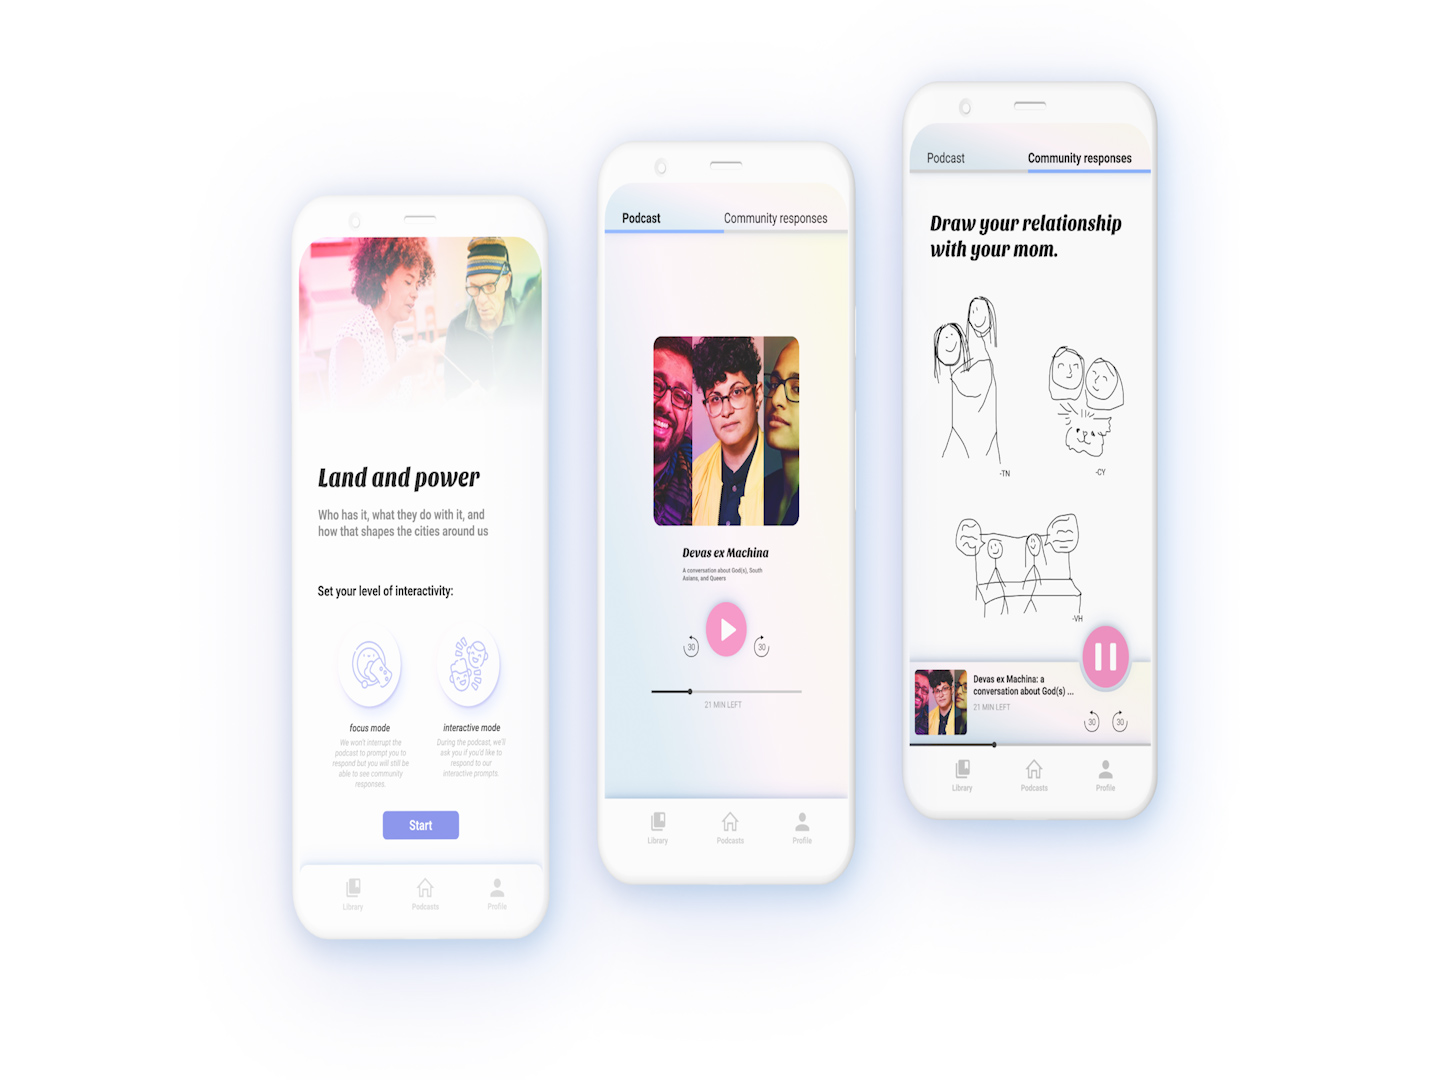 Land and power
Who has it, what they do with it, and
how that shapes the cities around us
Set your level of interactivity:
focus mode
We won't interrupt the
podcast to prompt you to
respond but you will still be
able to see community
responses.
interactive mode
During the podcast, we'll
ask you if you'd like to
respond to our
interactive prompts.
Start
Library
Podcasts
Profile
Podcast
Community responses
Devas ex Machina
A conversation about God(s), South
Asians, and Queers
30
30
21 MIN LEFT
Library
Podcasts
Profile
Podcast
Community responses
Draw your relationship
with your mom.
-TN
-CY
-VH
Devas ex Machina: a
conversation about God(s) ...
21 MIN LEFT
30
30
Library
Podcasts
Profile